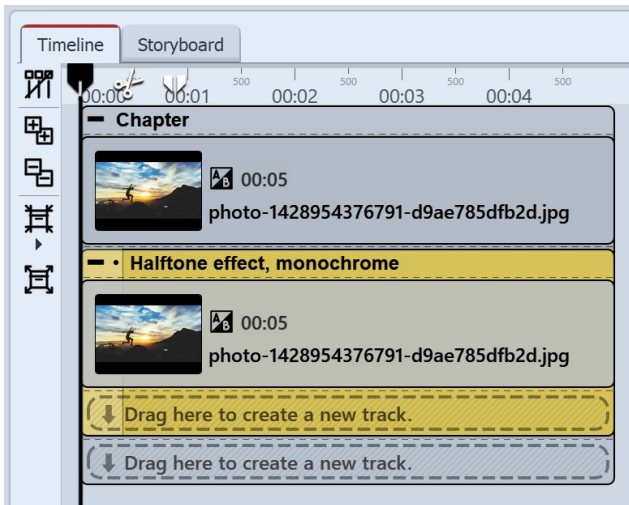 Timeline Storyboard
500 500 500 500
00:00 00:01 00:02 00:03 00:04
Chapter
A B 00:05
photo-1428954376791-d9ae785dfb2d.jpg
Halftone effect, monochrome
A B 00:05
photo-1428954376791-d9ae785dfb2d.jpg
Drag here to create a new track.
Drag here to create a new track.